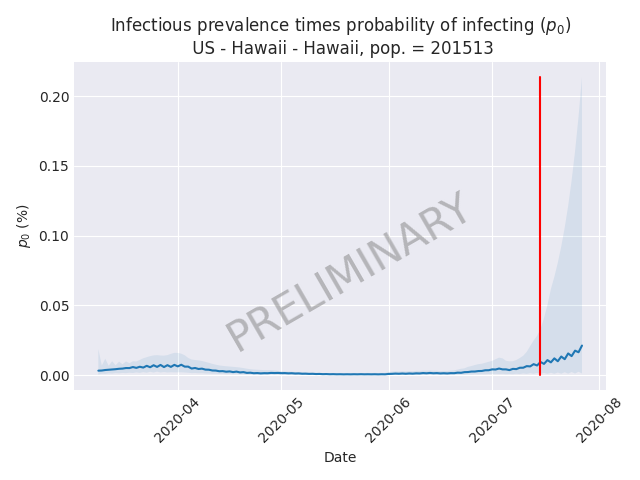 Infectious prevalence times probability of infecting (p₀)
US - Hawaii - Hawaii, pop. = 201513
0.20
0.15
0.10
0.05
0.00
p₀ (%)
PRELIMINARY
2020-04
2020-05
2020-06
2020-07
2020-08
Date